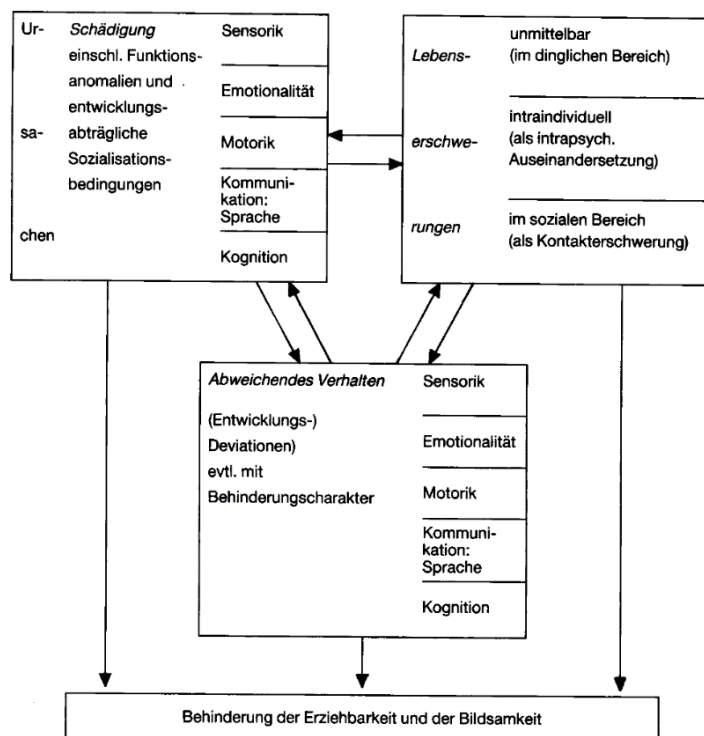 Ur-
sa-
chen
Schädigung
einschl. Funktions-
anomalien und
entwicklungs-
abträgliche
Sozialisations-
bedingungen
Sensorik
Emotionalität
Motorik
Kommuni-
kation:
Sprache
Kognition
Lebens-
erschwe-
rungen
unmittelbar
(im dinglichen Bereich)
intraindividuell
(als intrapsych.
Auseinandersetzung)
im sozialen Bereich
(als Kontakterschwerung)
Abweichendes Verhalten
(Entwicklungs-)
Deviationen)
evtl. mit
Behinderungscharakter
Sensorik
Emotionalität
Motorik
Kommuni-
kation:
Sprache
Kognition
Behinderung der Erziehbarkeit und der Bildsamkeit